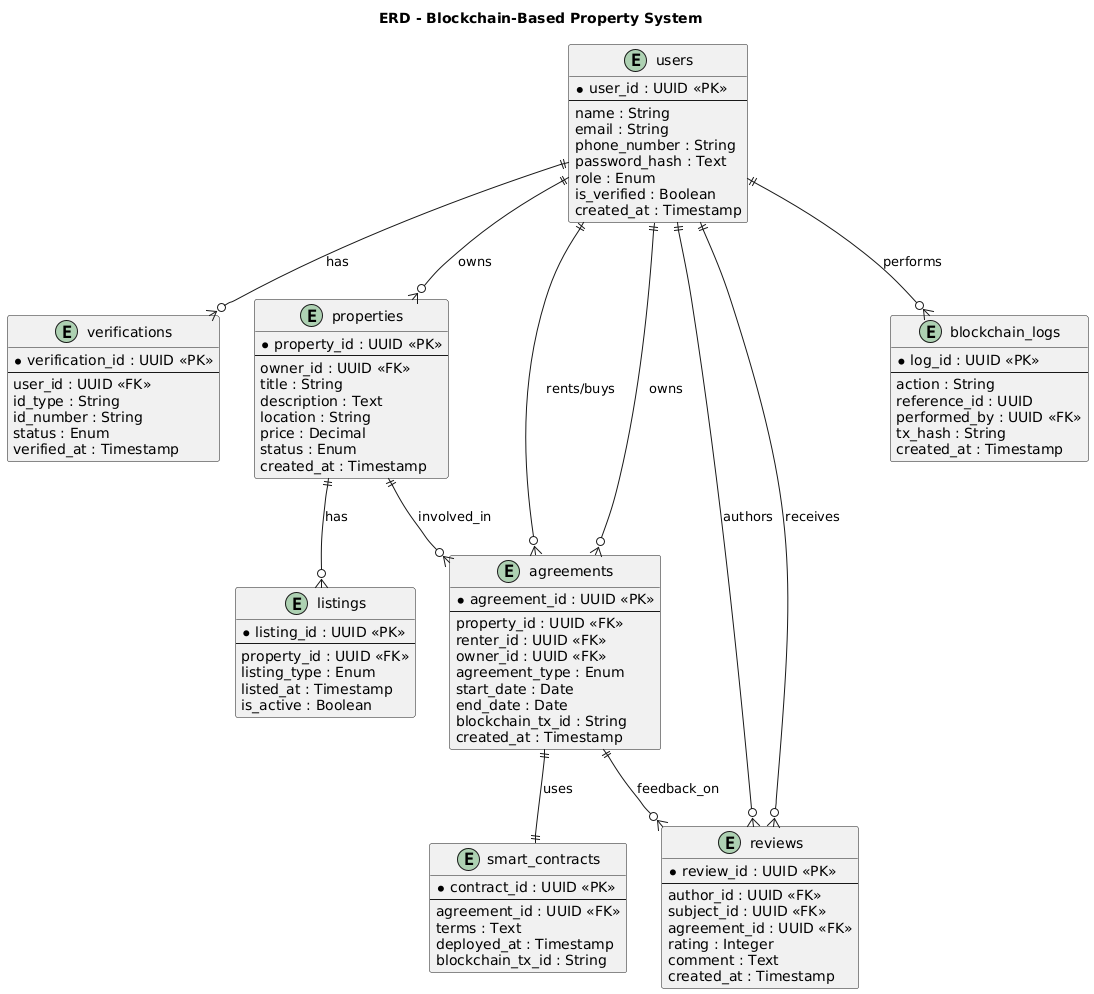 ERD - Blockchain-Based Property System
E users
* user_id : UUID «PK»
name : String
email : String
phone_number : String
password_hash : Text
role : Enum
is_verified : Boolean
created_at : Timestamp
has
owns
rents/buys
owns
authors
receives
performs
E verifications
* verification_id : UUID «PK»
user_id : UUID «FK»
id_type : String
id_number : String
status : Enum
verified_at : Timestamp
E properties
* property_id : UUID «PK»
owner_id : UUID «FK»
title : String
description : Text
location : String
price : Decimal
status : Enum
created_at : Timestamp
E blockchain_logs
* log_id : UUID «PK»
action : String
reference_id : UUID
performed_by : UUID «FK»
tx_hash : String
created_at : Timestamp
has
involved_in
E listings
* listing_id : UUID «PK»
property_id : UUID «FK»
listing_type : Enum
listed_at : Timestamp
is_active : Boolean
E agreements
* agreement_id : UUID «PK»
property_id : UUID «FK»
renter_id : UUID «FK»
owner_id : UUID «FK»
agreement_type : Enum
start_date : Date
end_date : Date
blockchain_tx_id : String
created_at : Timestamp
uses
feedback_on
E smart_contracts
* contract_id : UUID «PK»
agreement_id : UUID «FK»
terms : Text
deployed_at : Timestamp
blockchain_tx_id : String
E reviews
* review_id : UUID «PK»
author_id : UUID «FK»
subject_id : UUID «FK»
agreement_id : UUID «FK»
rating : Integer
comment : Text
created_at : Timestamp